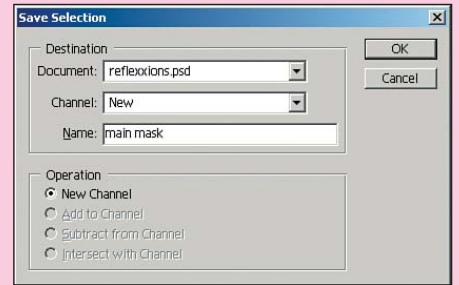 Save Selection
Destination
OK
Document: reflexxions.psd
Cancel
Channel: New
Name: main mask
Operation
New Channel
Add to Channel
Subtract from Channel
Intersect with Channel